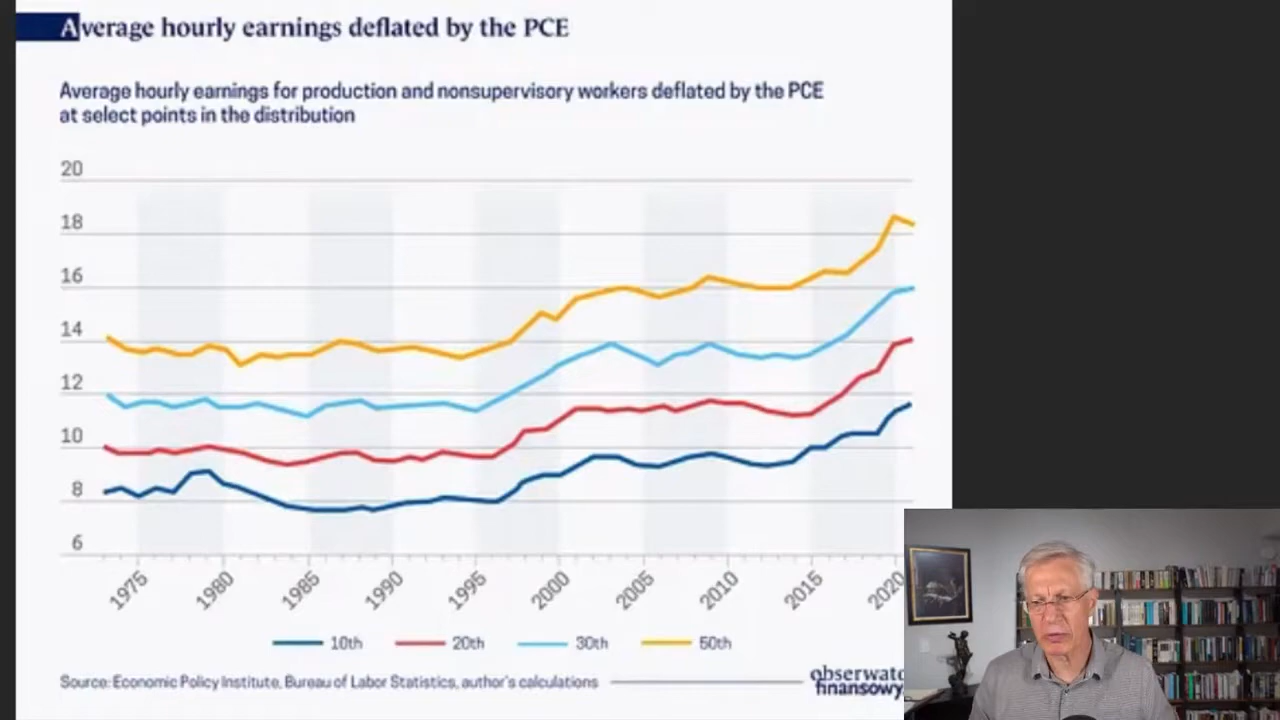 Average hourly earnings deflated by the PCE
Average hourly earnings for production and nonsupervisory workers deflated by the PCE
at select points in the distribution
20
18
16
14
12
10
8
6
1975
1980
1985
1990
1995
2000
2005
2010
2015
2020
10th
20th
30th
50th
Source: Economic Policy Institute, Bureau of Labor Statistics, author's calculations
obserwato
finansowy